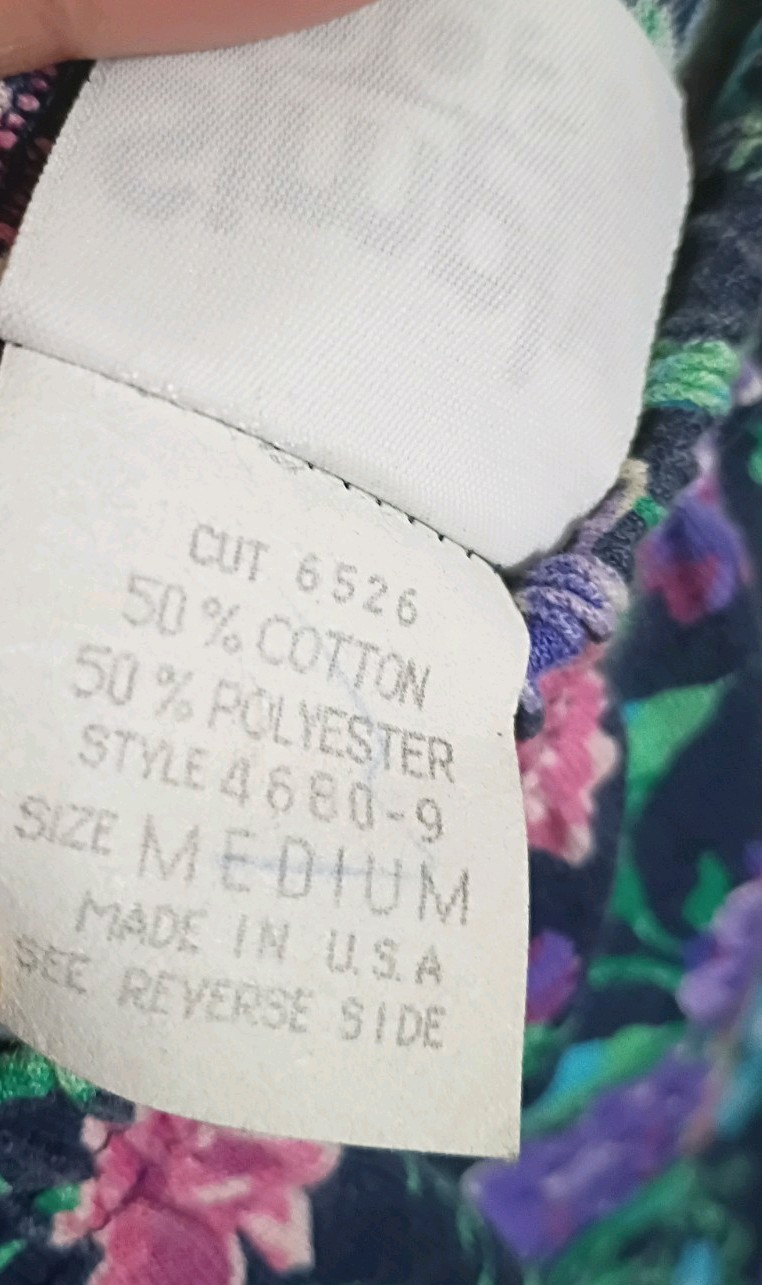 CUT 6526
50% COTTON
50% POLYESTER
STYLE 4680-9
SIZE MEDIUM
MADE IN U.S.A
SEE REVERSE SIDE